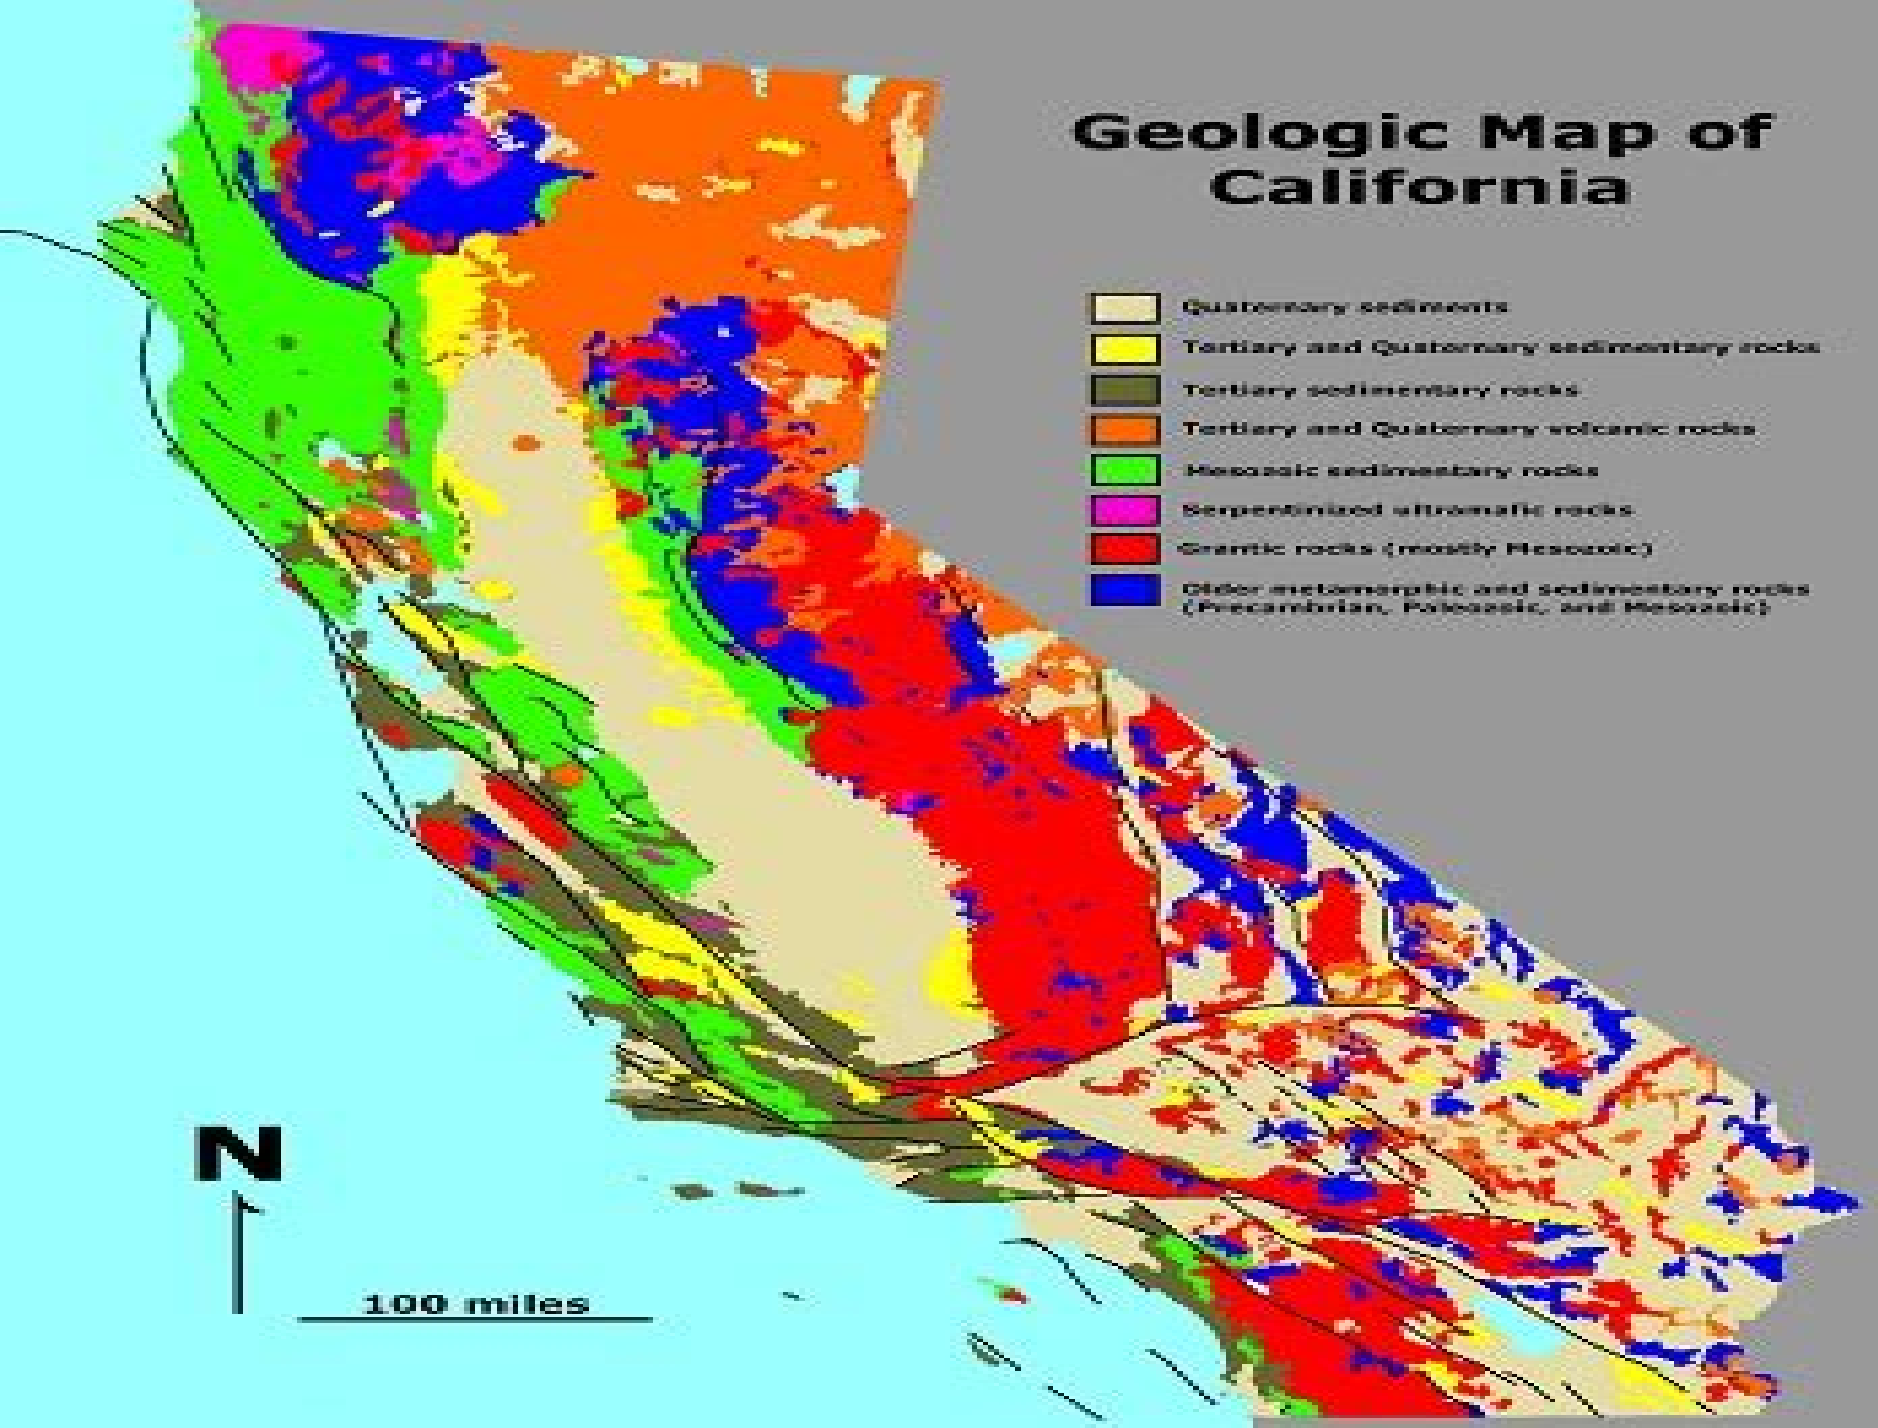 Geologic Map of
California
Quaternary sediments
Tertiary and Quaternary sedimentary rocks
Tertiary sedimentary rocks
Tertiary and Quaternary volcanic rocks
Mesozoic sedimentary rocks
Serpentinized ultramafic rocks
Granitic rocks (mostly Mesozoic)
Older metamorphic and sedimentary rocks
(Precambrian, Paleozoic, and Mesozoic)
N
100 miles